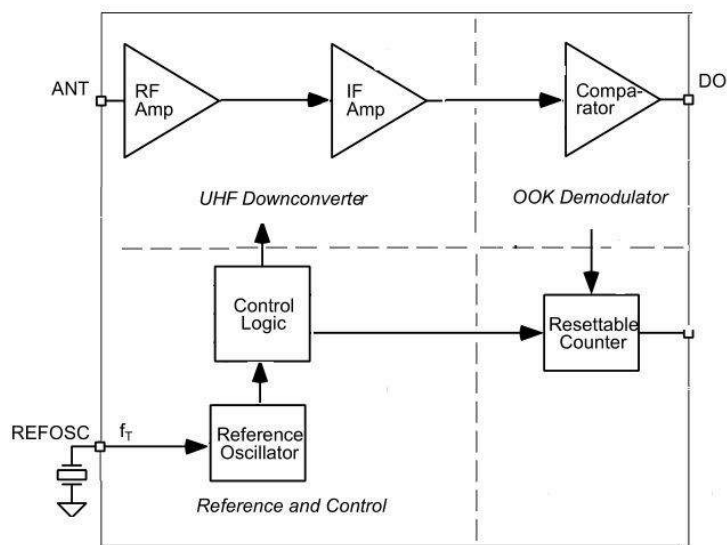 ANT
RF
Amp
IF
Amp
Compa-
rator
DO
UHF Downconverter
OOK Demodulator
Control
Logic
Resettable
Counter
REFOSC
f_T
Reference
Oscillator
Reference and Control